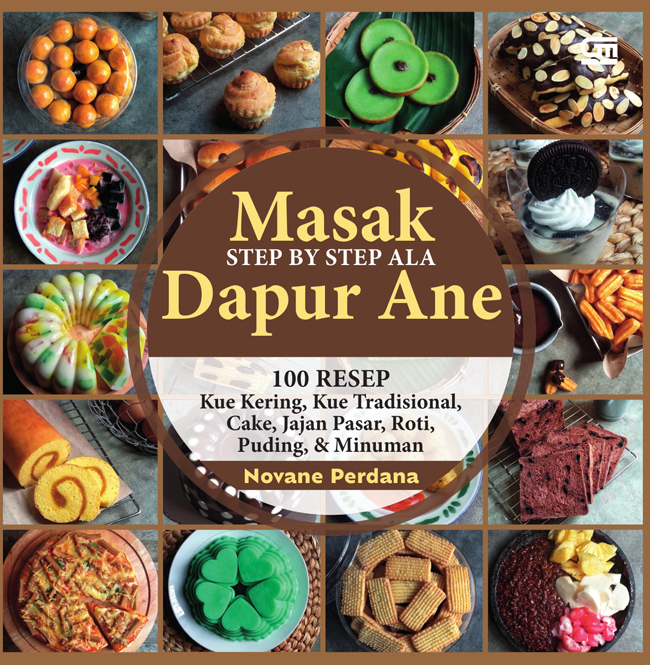 Masak
STEP BY STEP ALA
Dapur Ane
100 RESEP
Kue Kering, Kue Tradisional,
Cake, Jajan Pasar, Roti,
Puding, & Minuman
Novane Perdana